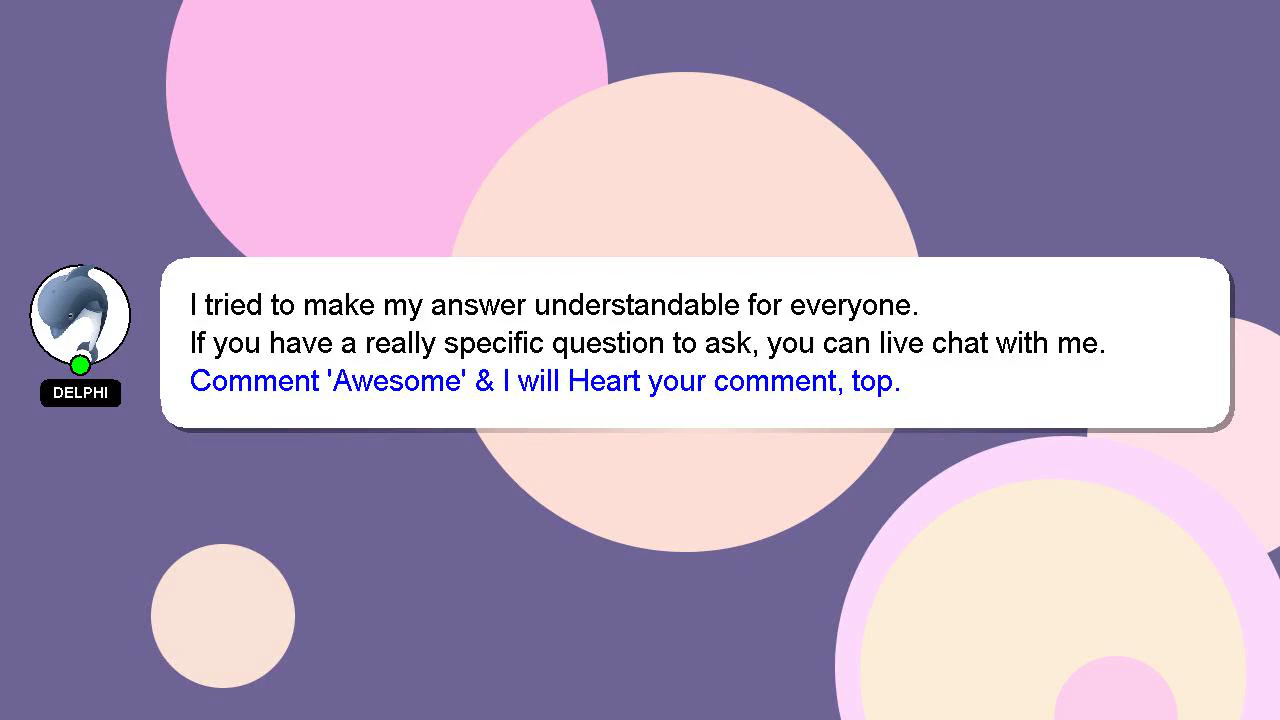 I tried to make my answer understandable for everyone.
If you have a really specific question to ask, you can live chat with me.
Comment 'Awesome' & I will Heart your comment, top.
DELPHI